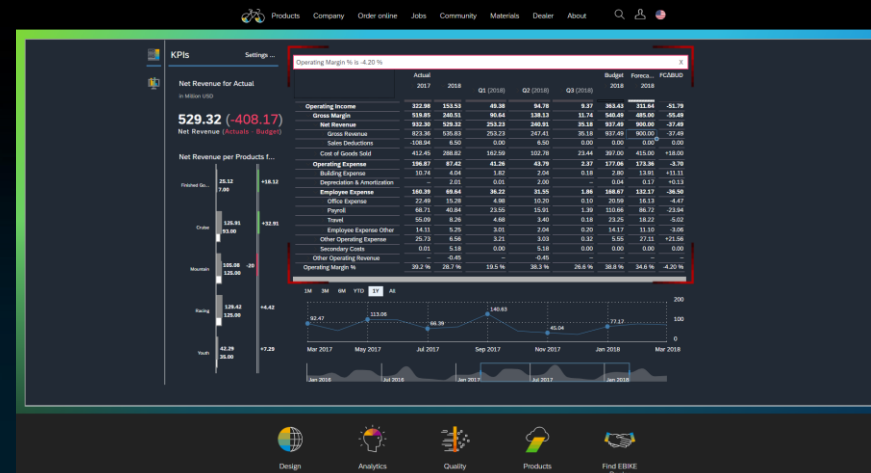 Products Company Order online Jobs Community Materials Dealer About
KPIs Settings ...
Net Revenue for Actual
in Million USD
529.32 (-408.17)
Net Revenue (Actuals - Budget)
Net Revenue per Products f...
Finished Go... 25.12 +18.12
7.00
Cruise 125.91 +32.91
93.00
Mountain 105.08 -20
125.00
Racing 129.42 +4.42
125.00
Youth 42.29 +7.29
35.00
Operating Margin % is -4.20 % X
Actual Budget Foreca... FCΔBUD
2017 2018 Q1 (2018) Q2 (2018) Q3 (2018) 2018 2018
Operating Income 322.98 153.53 49.38 94.78 9.37 363.43 311.64 -51.79
Gross Margin 519.85 240.51 90.64 138.13 11.74 540.49 485.00 -55.49
Net Revenue 932.30 529.32 253.23 240.91 35.18 937.49 900.00 -37.49
Gross Revenue 823.36 535.83 253.23 247.41 35.18 937.49 900.00 -37.49
Sales Deductions -108.94 6.50 0.00 6.50 0.00 0.00 0.00 0.00
Cost of Goods Sold 412.45 288.82 162.59 102.78 23.44 397.00 415.00 +18.00
Operating Expense 196.87 87.42 41.26 43.79 2.37 177.06 173.36 -3.70
Building Expense 10.74 4.04 1.82 2.04 0.18 2.80 13.91 +11.11
Depreciation & Amortization – 2.01 0.01 2.00 – 0.04 0.17 +0.13
Employee Expense 160.39 69.64 36.22 31.55 1.86 168.67 132.17 -36.50
Office Expense 22.49 15.28 4.98 10.20 0.10 20.59 16.13 -4.47
Payroll 68.71 40.84 23.55 15.91 1.39 110.66 86.72 -23.94
Travel 55.09 8.26 4.68 3.40 0.18 23.25 18.22 -5.02
Employee Expense Other 14.11 5.25 3.01 2.04 0.20 14.17 11.10 -3.06
Other Operating Expense 25.73 6.56 3.21 3.03 0.32 5.55 27.11 +21.56
Secondary Costs 0.01 5.18 0.00 5.18 0.00 0.00 0.00 0.00
Other Operating Revenue – -0.45 – -0.45 – – – –
Operating Margin % 39.2 % 28.7 % 19.5 % 38.3 % 26.6 % 38.8 % 34.6 % -4.20 %
1M 3M 6M YTD 1Y All
200
100
0
92.47 113.08 66.39 140.63 45.04 77.17
Mar 2017 May 2017 Jul 2017 Sep 2017 Nov 2017 Jan 2018 Mar 2018
Jan 2016 Jul 2016 Jan 2017 Jul 2017 Jan 2018
Design Analytics Quality Products Find EBIKE